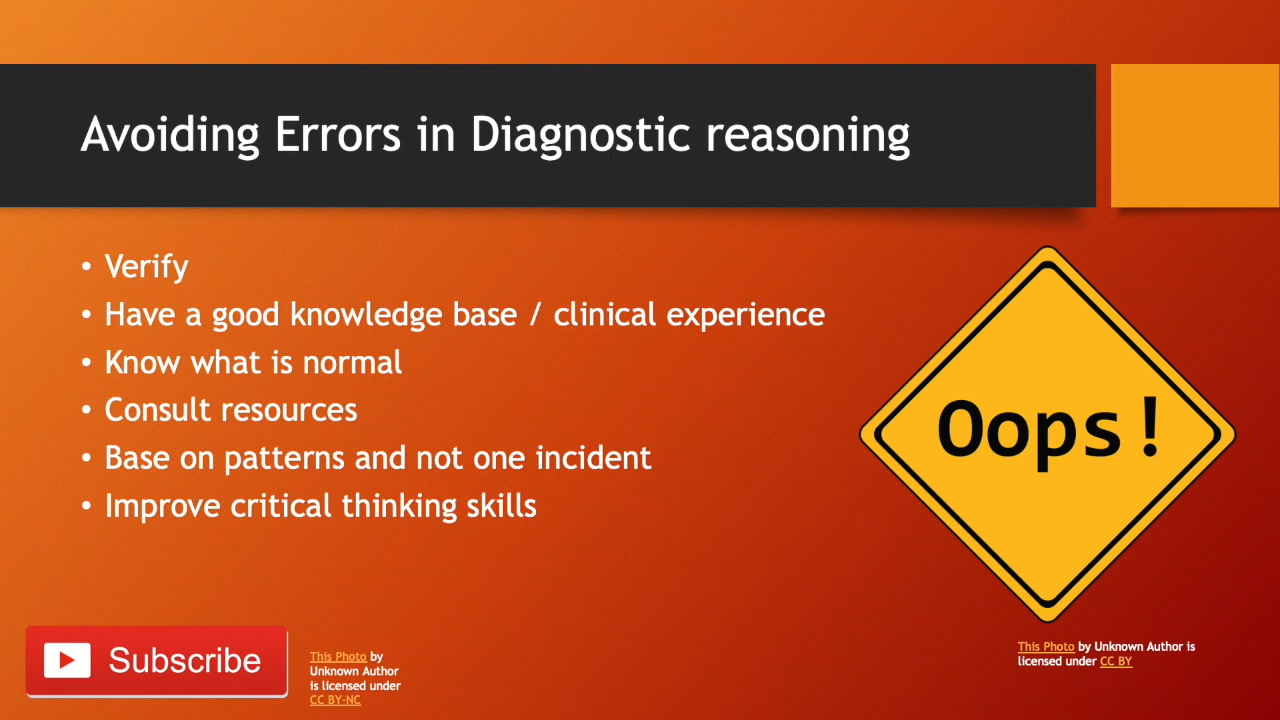 Avoiding Errors in Diagnostic reasoning
• Verify
• Have a good knowledge base / clinical experience
• Know what is normal
• Consult resources
• Base on patterns and not one incident
• Improve critical thinking skills
Oops!
Subscribe
This Photo by
Unknown Author
is licensed under
CC BY-NC
This Photo by Unknown Author is
licensed under CC BY